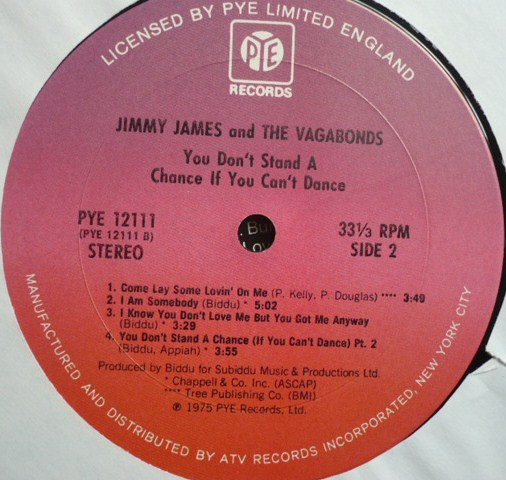 LICENSED BY PYE LIMITED ENGLAND
PYE
RECORDS
JIMMY JAMES and THE VAGABONDS
You Don't Stand A
Chance If You Can't Dance
PYE 12111
(PYE 12111 B)
STEREO
33⅓ RPM
SIDE 2
1. Come Lay Some Lovin' On Me (P. Kelly, P. Douglas) **** 3:49
2. I Am Somebody (Biddu) * 5:02
3. I Know You Don't Love Me But You Got Me Anyway
(Biddu) * 3:29
4. You Don't Stand A Chance (If You Can't Dance) Pt. 2
(Biddu, Appiah) * 3:55
Produced by Biddu for Subiddu Music & Productions Ltd.
* Chappell & Co. Inc. (ASCAP)
**** Tree Publishing Co. (BMI)
℗ 1975 PYE Records, Ltd.
MANUFACTURED AND DISTRIBUTED BY ATV RECORDS INCORPORATED, NEW YORK CITY